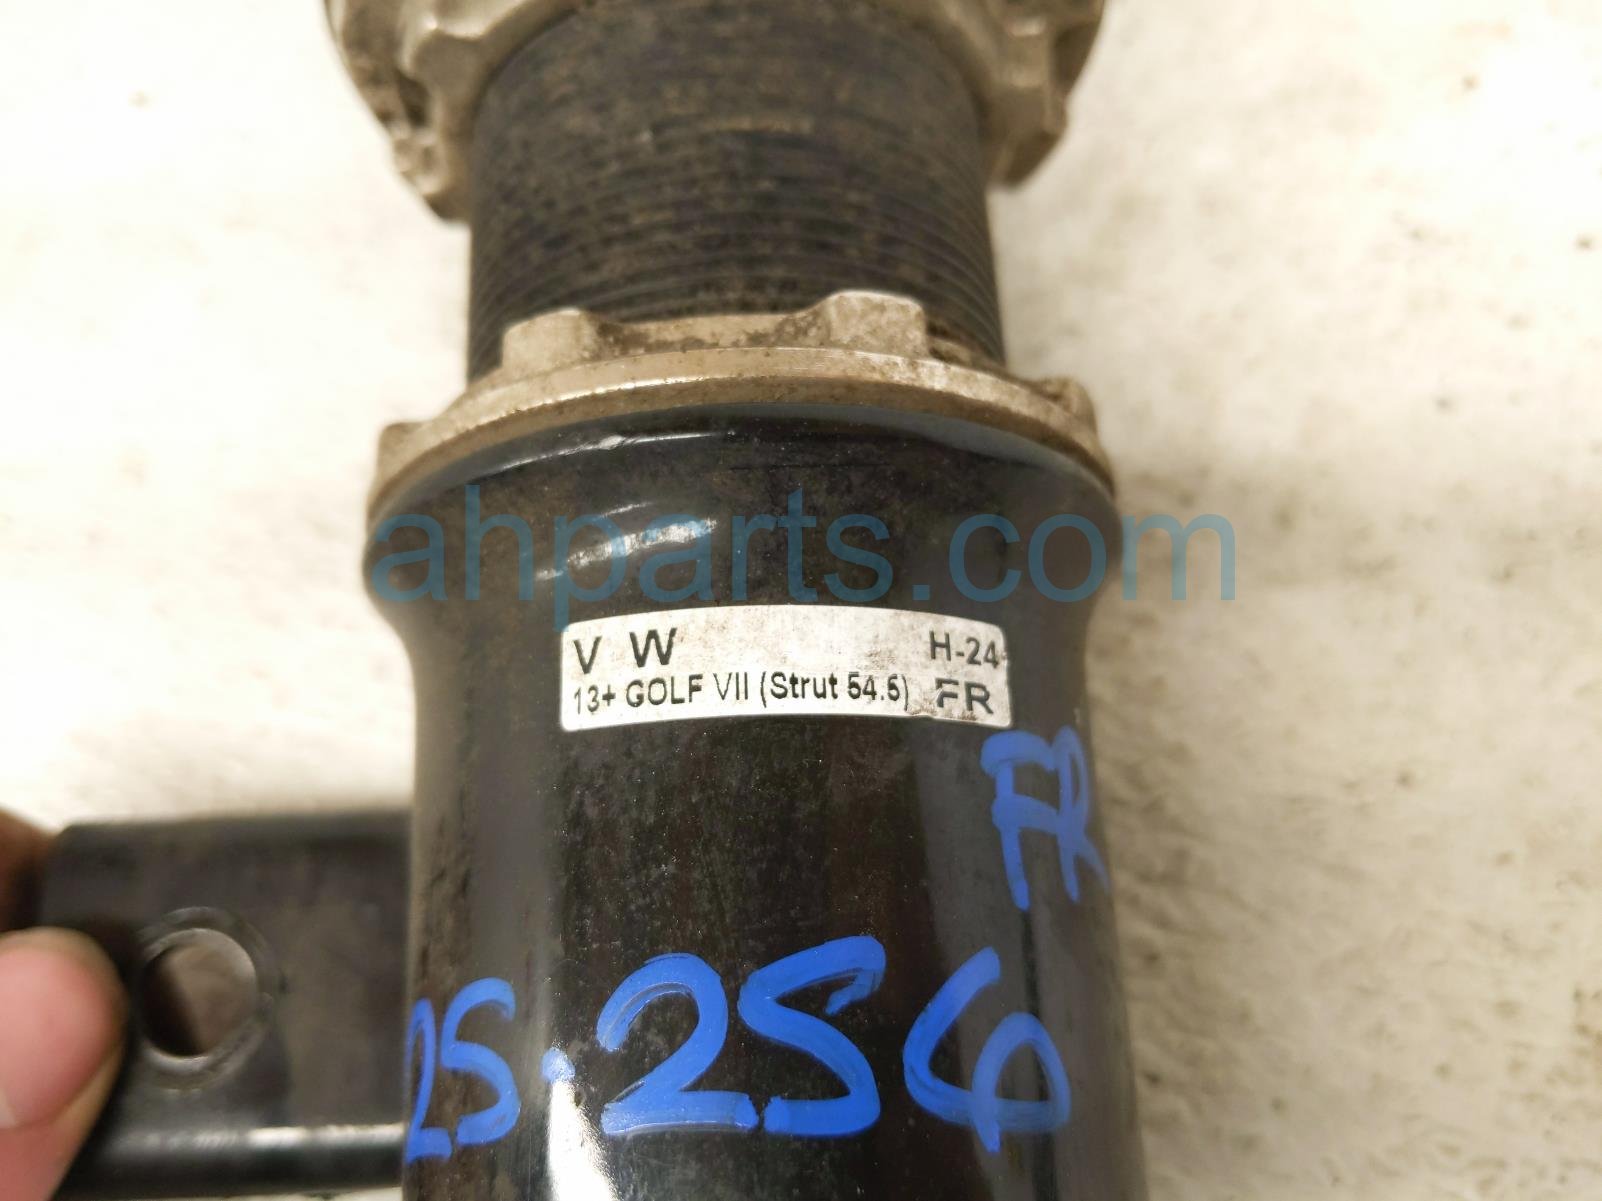 ahparts.com
V W H-24
13+ GOLF VII (Strut 54.5) FR
FR
25.256